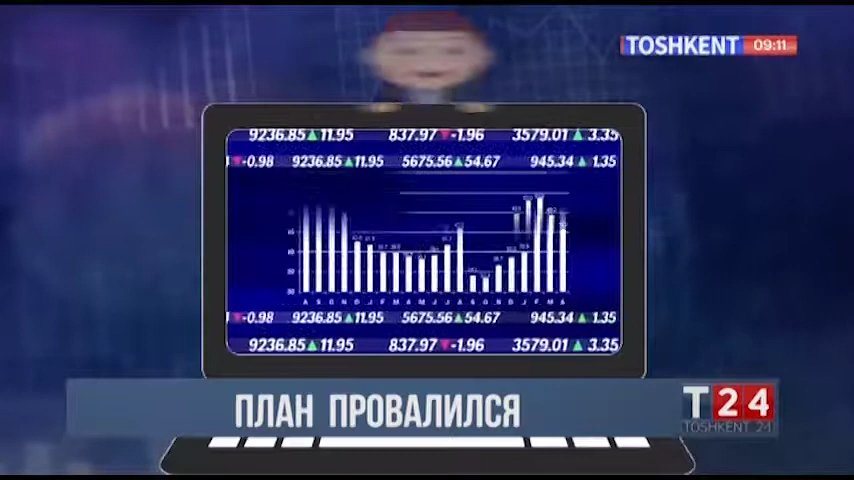 TOSHKENT 09:11
9236.85▲11.95 837.97▼-1.96 3579.01▲3.35
▼-0.98 9236.85▲11.95 5675.56▲54.67 945.34▲1.35
A S O N D J F M A M J J A S O N D J F M A
▼-0.98 9236.85▲11.95 5675.56▲54.67 945.34▲1.35
9236.85▲11.95 837.97▼-1.96 3579.01▲3.35
ПЛАН ПРОВАЛИЛСЯ
T24
TOSHKENT 24